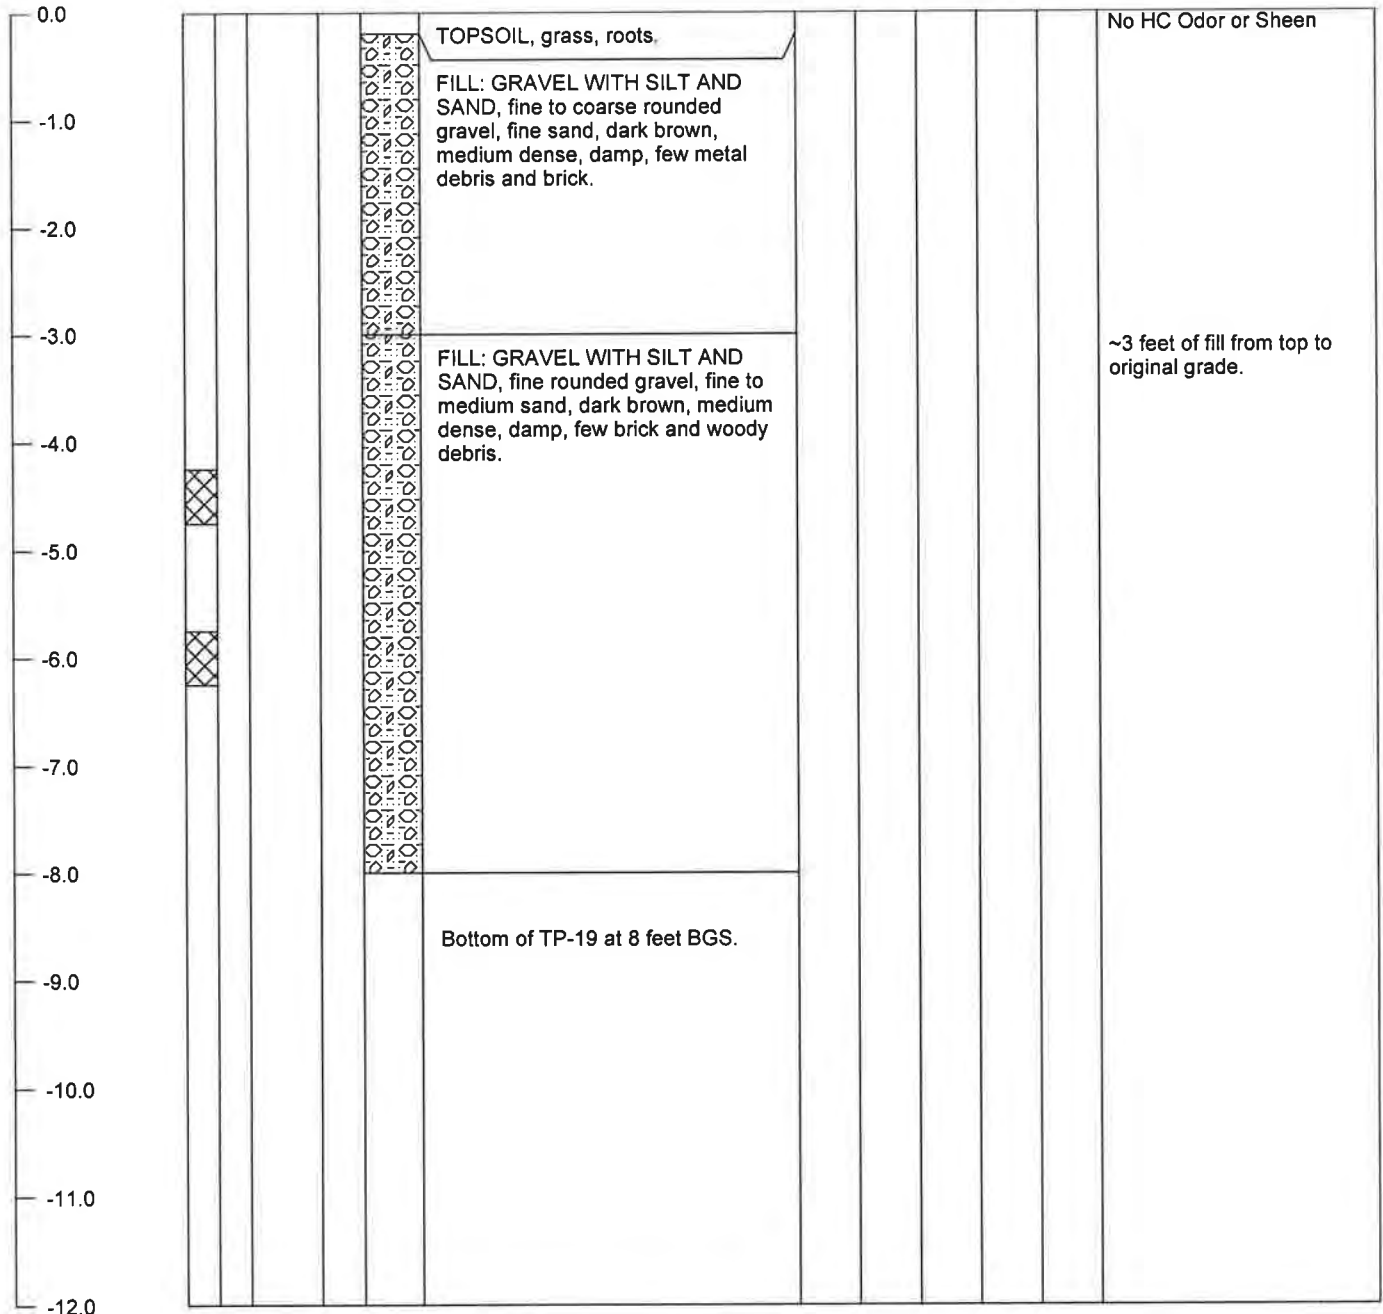 0.0
No HC Odor or Sheen
TOPSOIL, grass, roots.
FILL: GRAVEL WITH SILT AND
SAND, fine to coarse rounded
gravel, fine sand, dark brown,
medium dense, damp, few metal
debris and brick.
-1.0
-2.0
-3.0
~3 feet of fill from top to
original grade.
FILL: GRAVEL WITH SILT AND
SAND, fine rounded gravel, fine to
medium sand, dark brown, medium
dense, damp, few brick and woody
debris.
-4.0
-5.0
-6.0
-7.0
-8.0
Bottom of TP-19 at 8 feet BGS.
-9.0
-10.0
-11.0
-12.0